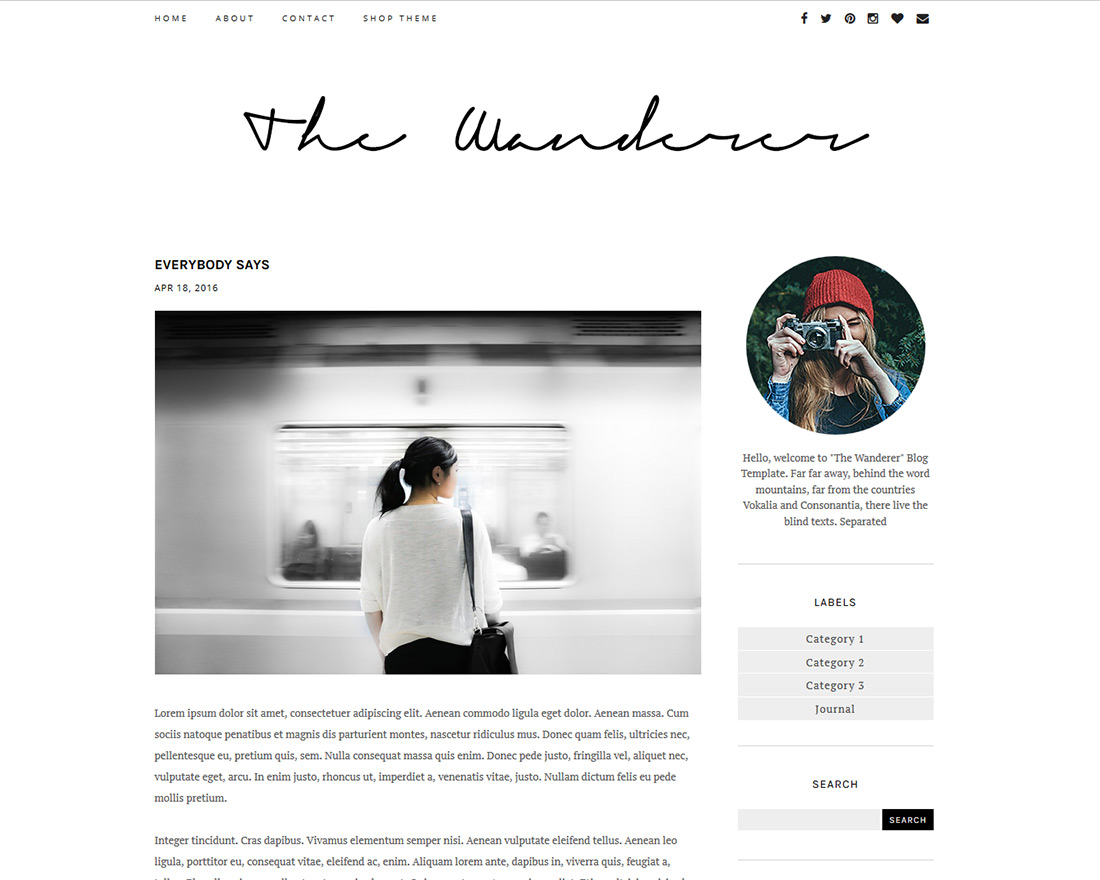 HOME ABOUT CONTACT SHOP THEME
The Wanderer
EVERYBODY SAYS
APR 18, 2016
Lorem ipsum dolor sit amet, consectetuer adipiscing elit. Aenean commodo ligula eget dolor. Aenean massa. Cum
sociis natoque penatibus et magnis dis parturient montes, nascetur ridiculus mus. Donec quam felis, ultricies nec,
pellentesque eu, pretium quis, sem. Nulla consequat massa quis enim. Donec pede justo, fringilla vel, aliquet nec,
vulputate eget, arcu. In enim justo, rhoncus ut, imperdiet a, venenatis vitae, justo. Nullam dictum felis eu pede
mollis pretium.
Integer tincidunt. Cras dapibus. Vivamus elementum semper nisi. Aenean vulputate eleifend tellus. Aenean leo
ligula, porttitor eu, consequat vitae, eleifend ac, enim. Aliquam lorem ante, dapibus in, viverra quis, feugiat a,
Hello, welcome to "The Wanderer" Blog
Template. Far far away, behind the word
mountains, far from the countries
Vokalia and Consonantia, there live the
blind texts. Separated
LABELS
Category 1
Category 2
Category 3
Journal
SEARCH
SEARCH